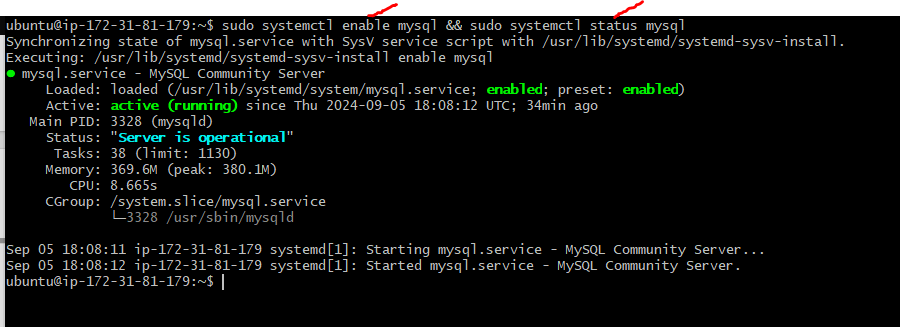 ubuntu@ip-172-31-81-179:~$ sudo systemctl enable mysql && sudo systemctl status mysql
Synchronizing state of mysql.service with SysV service script with /usr/lib/systemd/systemd-sysv-install.
Executing: /usr/lib/systemd/systemd-sysv-install enable mysql
● mysql.service - MySQL Community Server
     Loaded: loaded (/usr/lib/systemd/system/mysql.service; enabled; preset: enabled)
     Active: active (running) since Thu 2024-09-05 18:08:12 UTC; 34min ago
   Main PID: 3328 (mysqld)
     Status: "Server is operational"
      Tasks: 38 (limit: 1130)
     Memory: 369.6M (peak: 380.1M)
        CPU: 8.665s
     CGroup: /system.slice/mysql.service
             └─3328 /usr/sbin/mysqld
Sep 05 18:08:11 ip-172-31-81-179 systemd[1]: Starting mysql.service - MySQL Community Server...
Sep 05 18:08:12 ip-172-31-81-179 systemd[1]: Started mysql.service - MySQL Community Server.
ubuntu@ip-172-31-81-179:~$